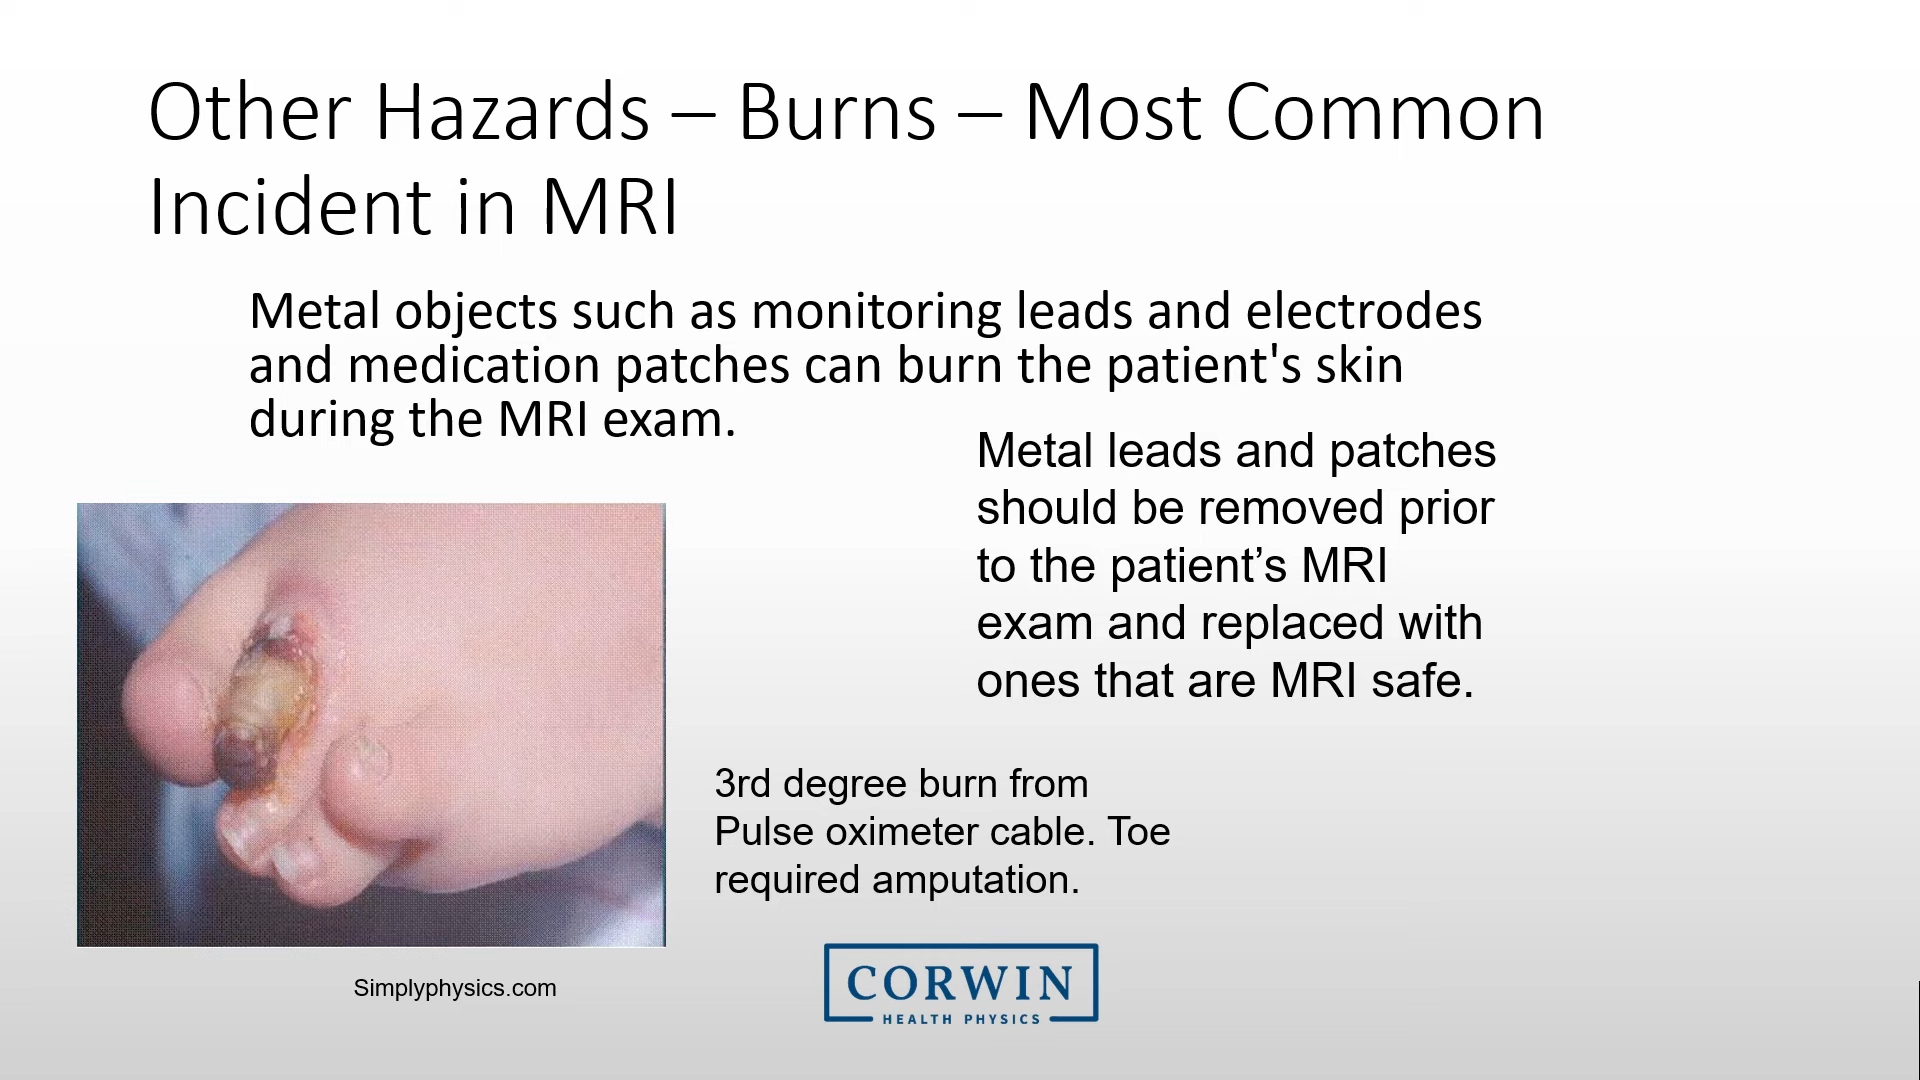 Other Hazards – Burns – Most Common
Incident in MRI
Metal objects such as monitoring leads and electrodes
and medication patches can burn the patient's skin
during the MRI exam.
Metal leads and patches
should be removed prior
to the patient’s MRI
exam and replaced with
ones that are MRI safe.
3rd degree burn from
Pulse oximeter cable. Toe
required amputation.
Simplyphysics.com
CORWIN
HEALTH PHYSICS